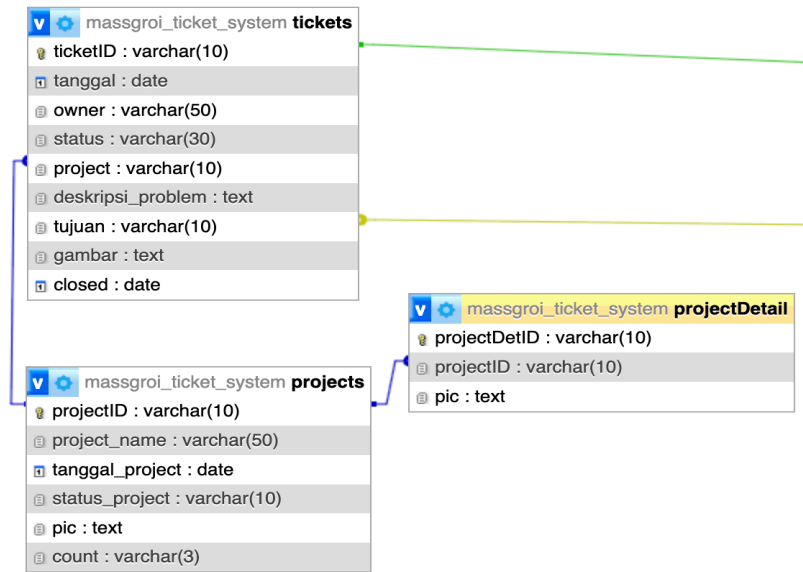 v massgroi_ticket_system tickets
ticketID : varchar(10)
tanggal : date
owner : varchar(50)
status : varchar(30)
project : varchar(10)
deskripsi_problem : text
tujuan : varchar(10)
gambar : text
closed : date
v massgroi_ticket_system projectDetail
projectDetID : varchar(10)
projectID : varchar(10)
pic : text
v massgroi_ticket_system projects
projectID : varchar(10)
project_name : varchar(50)
tanggal_project : date
status_project : varchar(10)
pic : text
count : varchar(3)